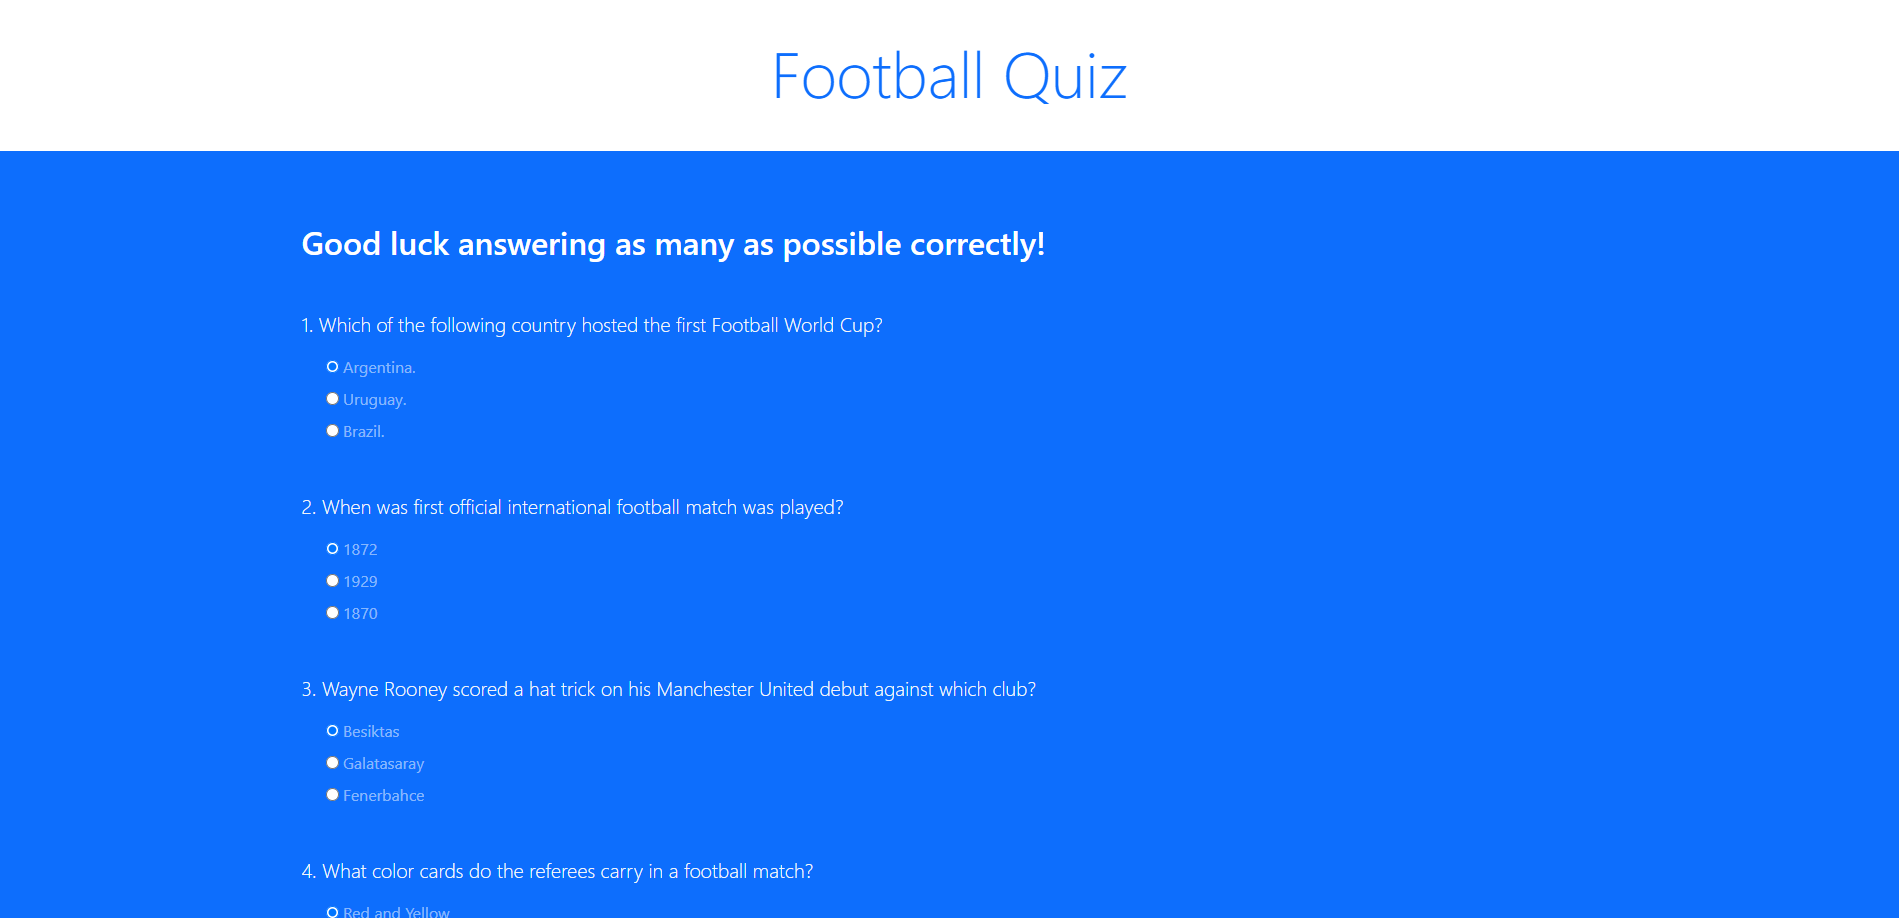 Football Quiz
Good luck answering as many as possible correctly!
1. Which of the following country hosted the first Football World Cup?
Argentina.
Uruguay.
Brazil.
2. When was first official international football match was played?
1872
1929
1870
3. Wayne Rooney scored a hat trick on his Manchester United debut against which club?
Besiktas
Galatasaray
Fenerbahce
4. What color cards do the referees carry in a football match?
Red and Yellow